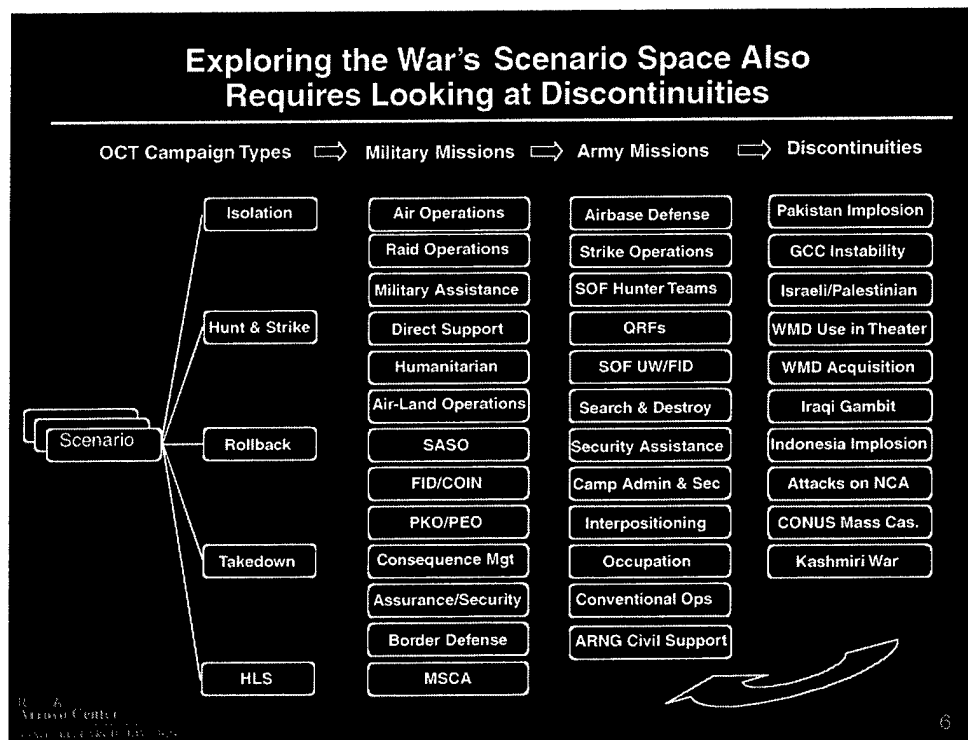 Exploring the War's Scenario Space Also
Requires Looking at Discontinuities
OCT Campaign Types
Military Missions
Army Missions
Discontinuities
Scenario
Isolation
Hunt & Strike
Rollback
Takedown
HLS
Air Operations
Raid Operations
Military Assistance
Direct Support
Humanitarian
Air-Land Operations
SASO
FID/COIN
PKO/PEO
Consequence Mgt
Assurance/Security
Border Defense
MSCA
Airbase Defense
Strike Operations
SOF Hunter Teams
QRFs
SOF UW/FID
Search & Destroy
Security Assistance
Camp Admin & Sec
Interpositioning
Occupation
Conventional Ops
ARNG Civil Support
Pakistan Implosion
GCC Instability
Israeli/Palestinian
WMD Use in Theater
WMD Acquisition
Iraqi Gambit
Indonesia Implosion
Attacks on NCA
CONUS Mass Cas.
Kashmiri War
Arroyo Center
6